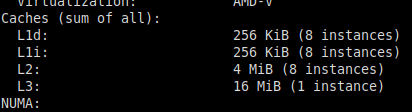 Virtualization: AMD-V
Caches (sum of all):
L1d: 256 KiB (8 instances)
L1i: 256 KiB (8 instances)
L2: 4 MiB (8 instances)
L3: 16 MiB (1 instance)
NUMA: